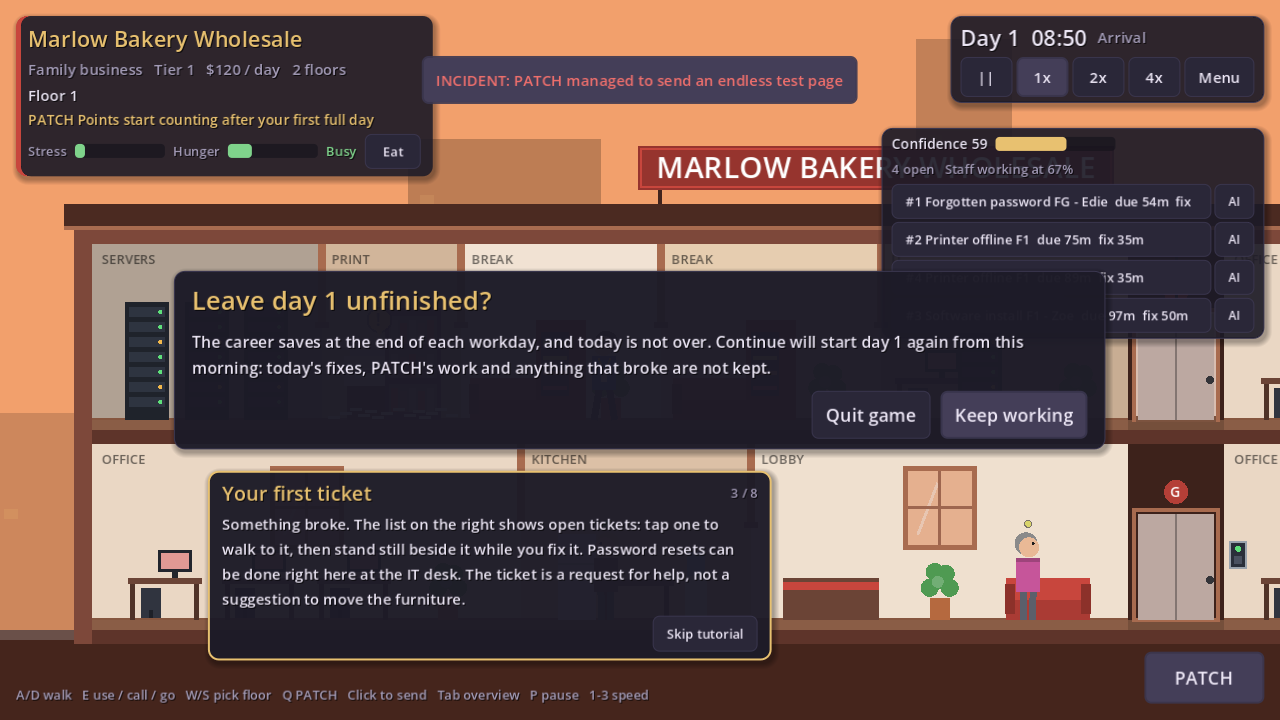 Marlow Bakery Wholesale
Family business Tier 1 $120 / day 2 floors
Floor 1
PATCH Points start counting after your first full day
Stress Hunger Busy Eat
INCIDENT: PATCH managed to send an endless test page
Day 1 08:50 Arrival
|| 1x 2x 4x Menu
MARLOW BAKERY WHOLESALE
Confidence 59
4 open Staff working at 67%
#1 Forgotten password FG - Edie due 54m fix AI
#2 Printer offline F1 due 75m fix 35m AI
fix 35m AI
97m fix 50m AI
SERVERS PRINT BREAK BREAK
Leave day 1 unfinished?
The career saves at the end of each workday, and today is not over. Continue will start day 1 again from this
morning: today's fixes, PATCH's work and anything that broke are not kept.
Quit game Keep working
OFFICE KITCHEN LOBBY OFFICE
G
Your first ticket 3 / 8
Something broke. The list on the right shows open tickets: tap one to
walk to it, then stand still beside it while you fix it. Password resets can
be done right here at the IT desk. The ticket is a request for help, not a
suggestion to move the furniture.
Skip tutorial
A/D walk E use / call / go W/S pick floor Q PATCH Click to send Tab overview P pause 1-3 speed
PATCH